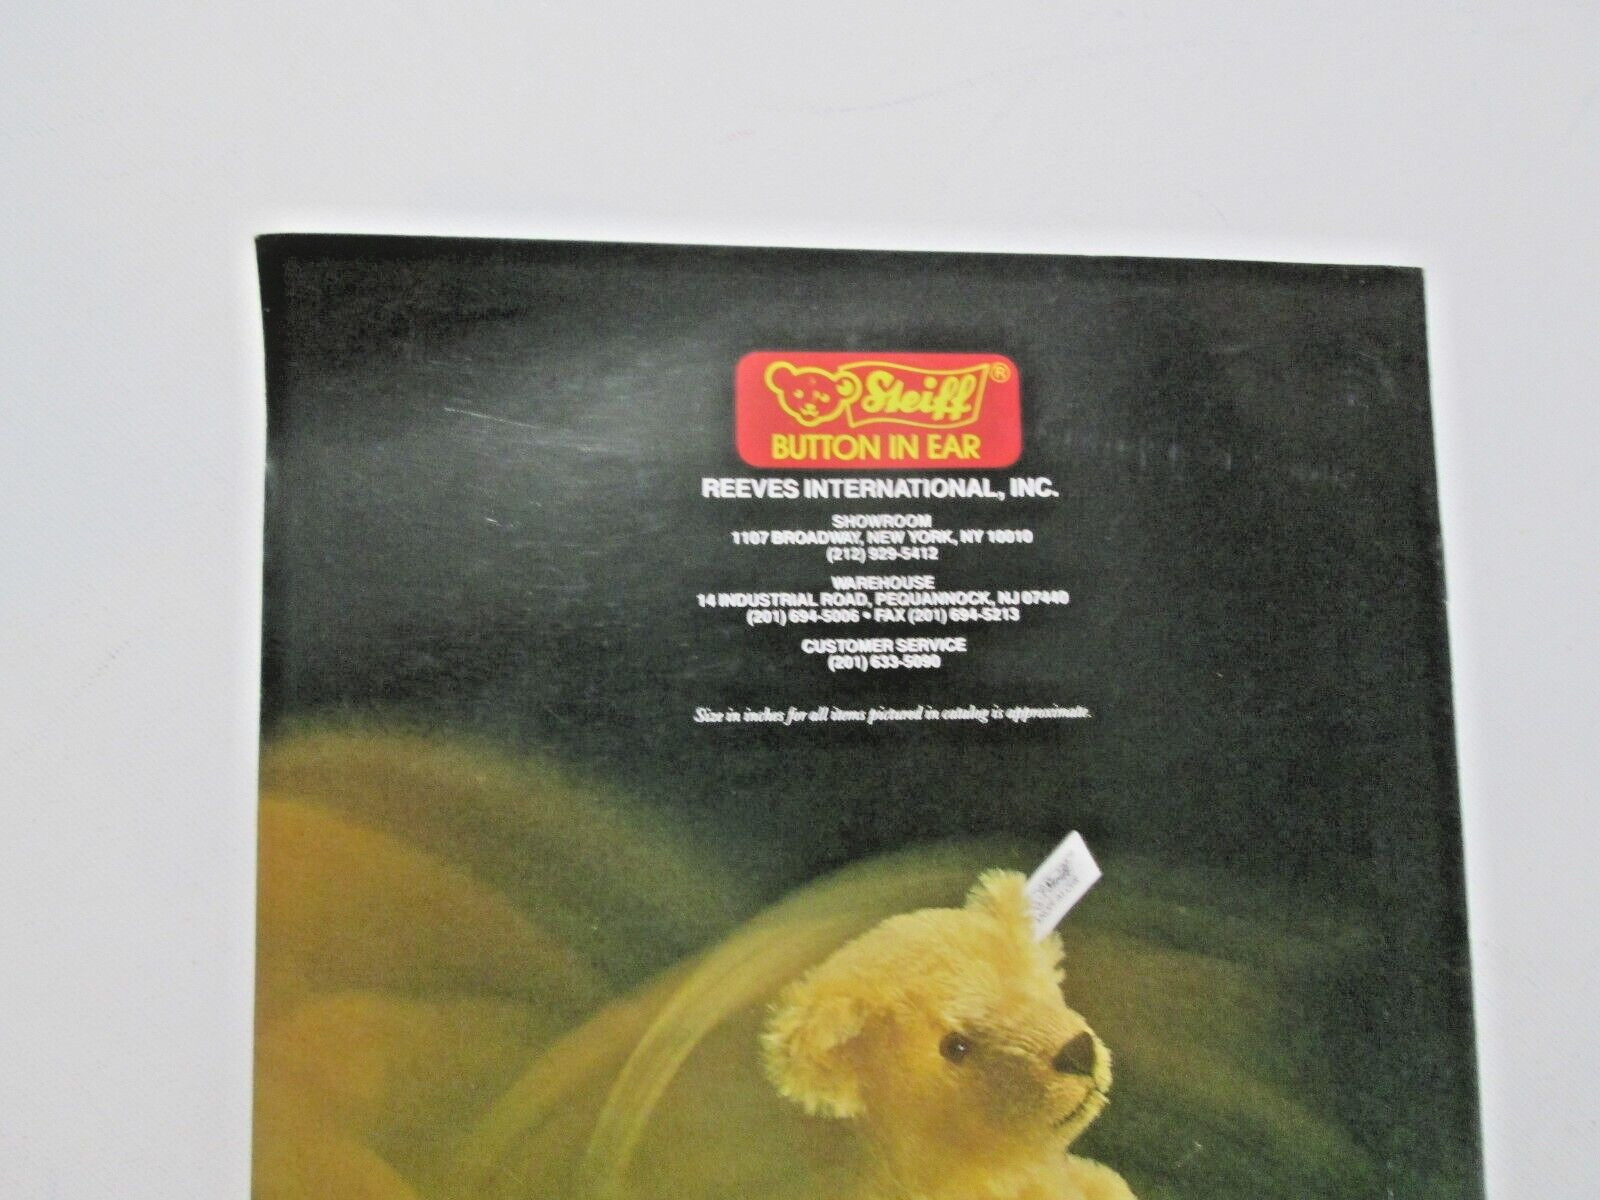 Steiff ®
BUTTON IN EAR
REEVES INTERNATIONAL, INC.
SHOWROOM
1107 BROADWAY, NEW YORK, NY 10010
(212) 929-5412
WAREHOUSE
14 INDUSTRIAL ROAD, PEQUANNOCK, NJ 07440
(201) 694-5006 • FAX (201) 694-5213
CUSTOMER SERVICE
(201) 633-5090
Size in inches for all items pictured in catalog is approximate.
Steiff